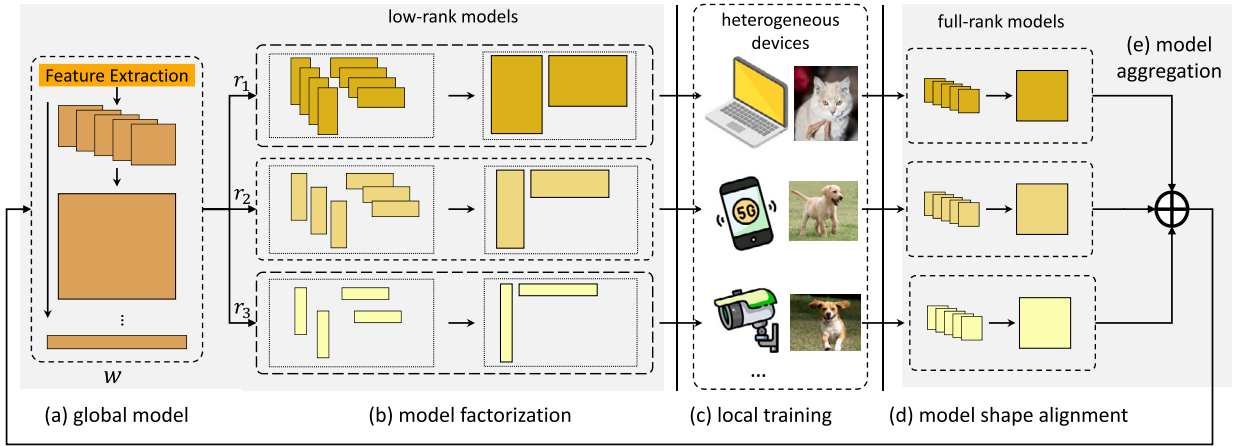 low-rank models
heterogeneous
devices
full-rank models
(e) model
aggregation
Feature Extraction
r1
r2
5G
r3
...
...
w
(a) global model
(b) model factorization
(c) local training
(d) model shape alignment